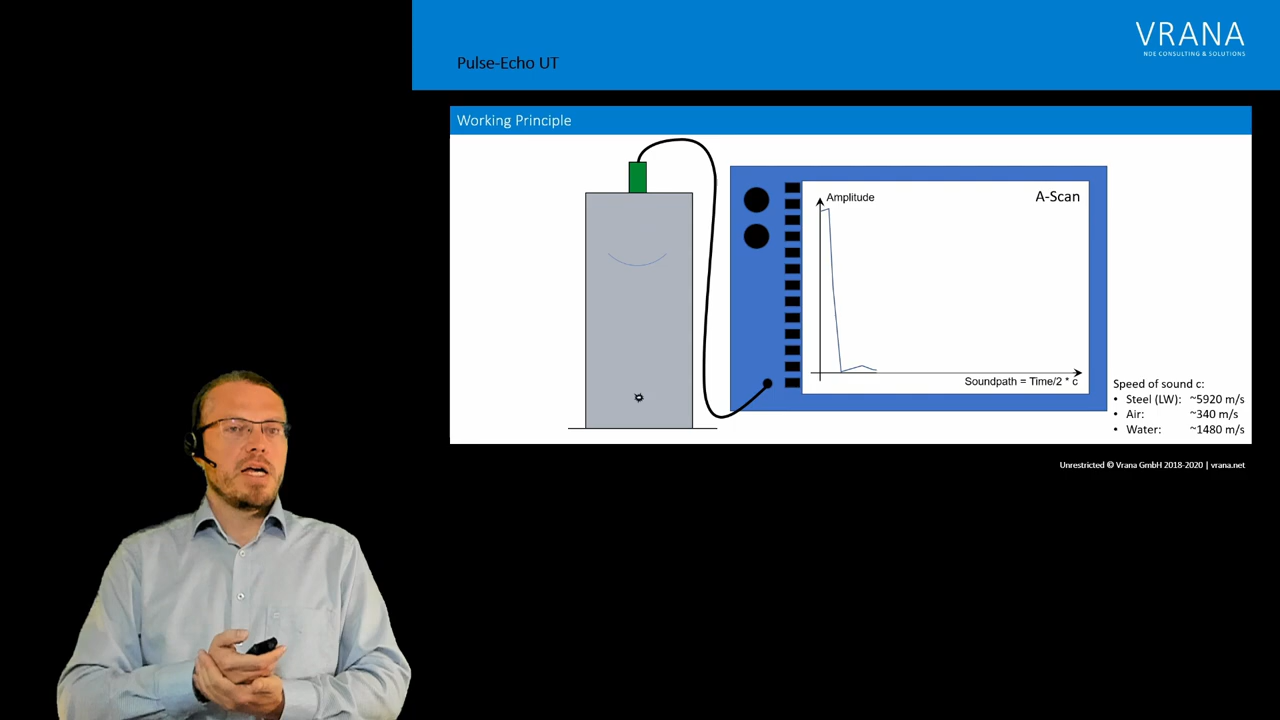 VRANA
NDE CONSULTING & SOLUTIONS
Pulse-Echo UT
Working Principle
A-Scan
Amplitude
Soundpath = Time/2 * c
Speed of sound c:
• Steel (LW): ~5920 m/s
• Air: ~340 m/s
• Water: ~1480 m/s
Unrestricted © Vrana GmbH 2018-2020 | vrana.net